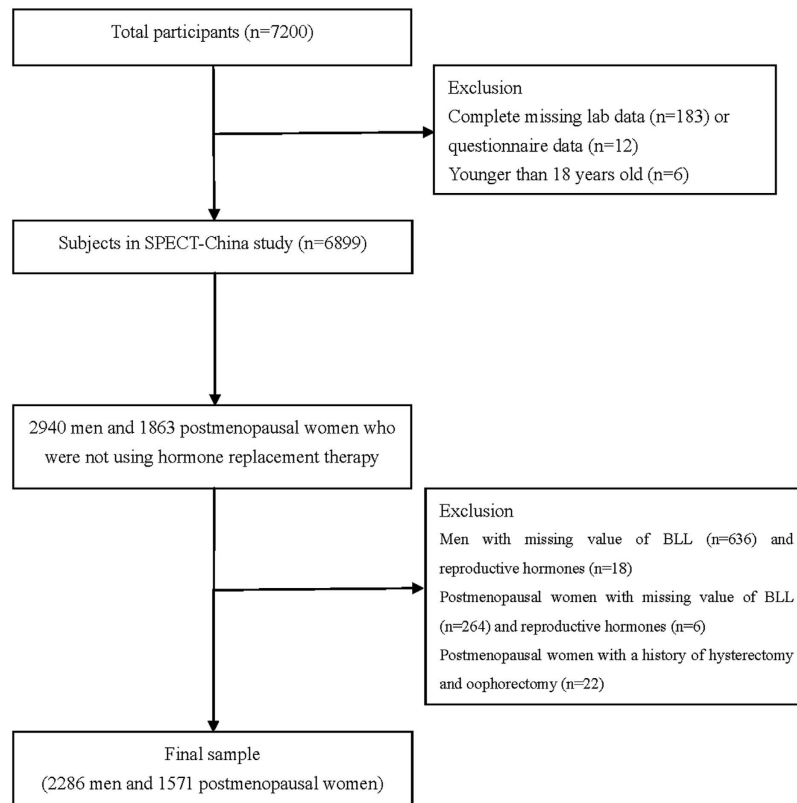 Total participants (n=7200)
Exclusion
Complete missing lab data (n=183) or
questionnaire data (n=12)
Younger than 18 years old (n=6)
Subjects in SPECT-China study (n=6899)
2940 men and 1863 postmenopausal women who
were not using hormone replacement therapy
Exclusion
Men with missing value of BLL (n=636) and
reproductive hormones (n=18)
Postmenopausal women with missing value of BLL
(n=264) and reproductive hormones (n=6)
Postmenopausal women with a history of hysterectomy
and oophorectomy (n=22)
Final sample
(2286 men and 1571 postmenopausal women)